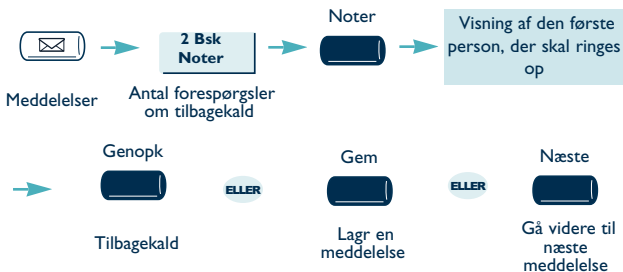 Noter
Visning af den første
person, der skal ringes
op
2 Bsk
Noter
Meddelelser
Antal forespørgsler
om tilbagekald
Genopk
Gem
Næste
ELLER
ELLER
Tilbagekald
Lagr en
meddelelse
Gå videre til
næste
meddelelse